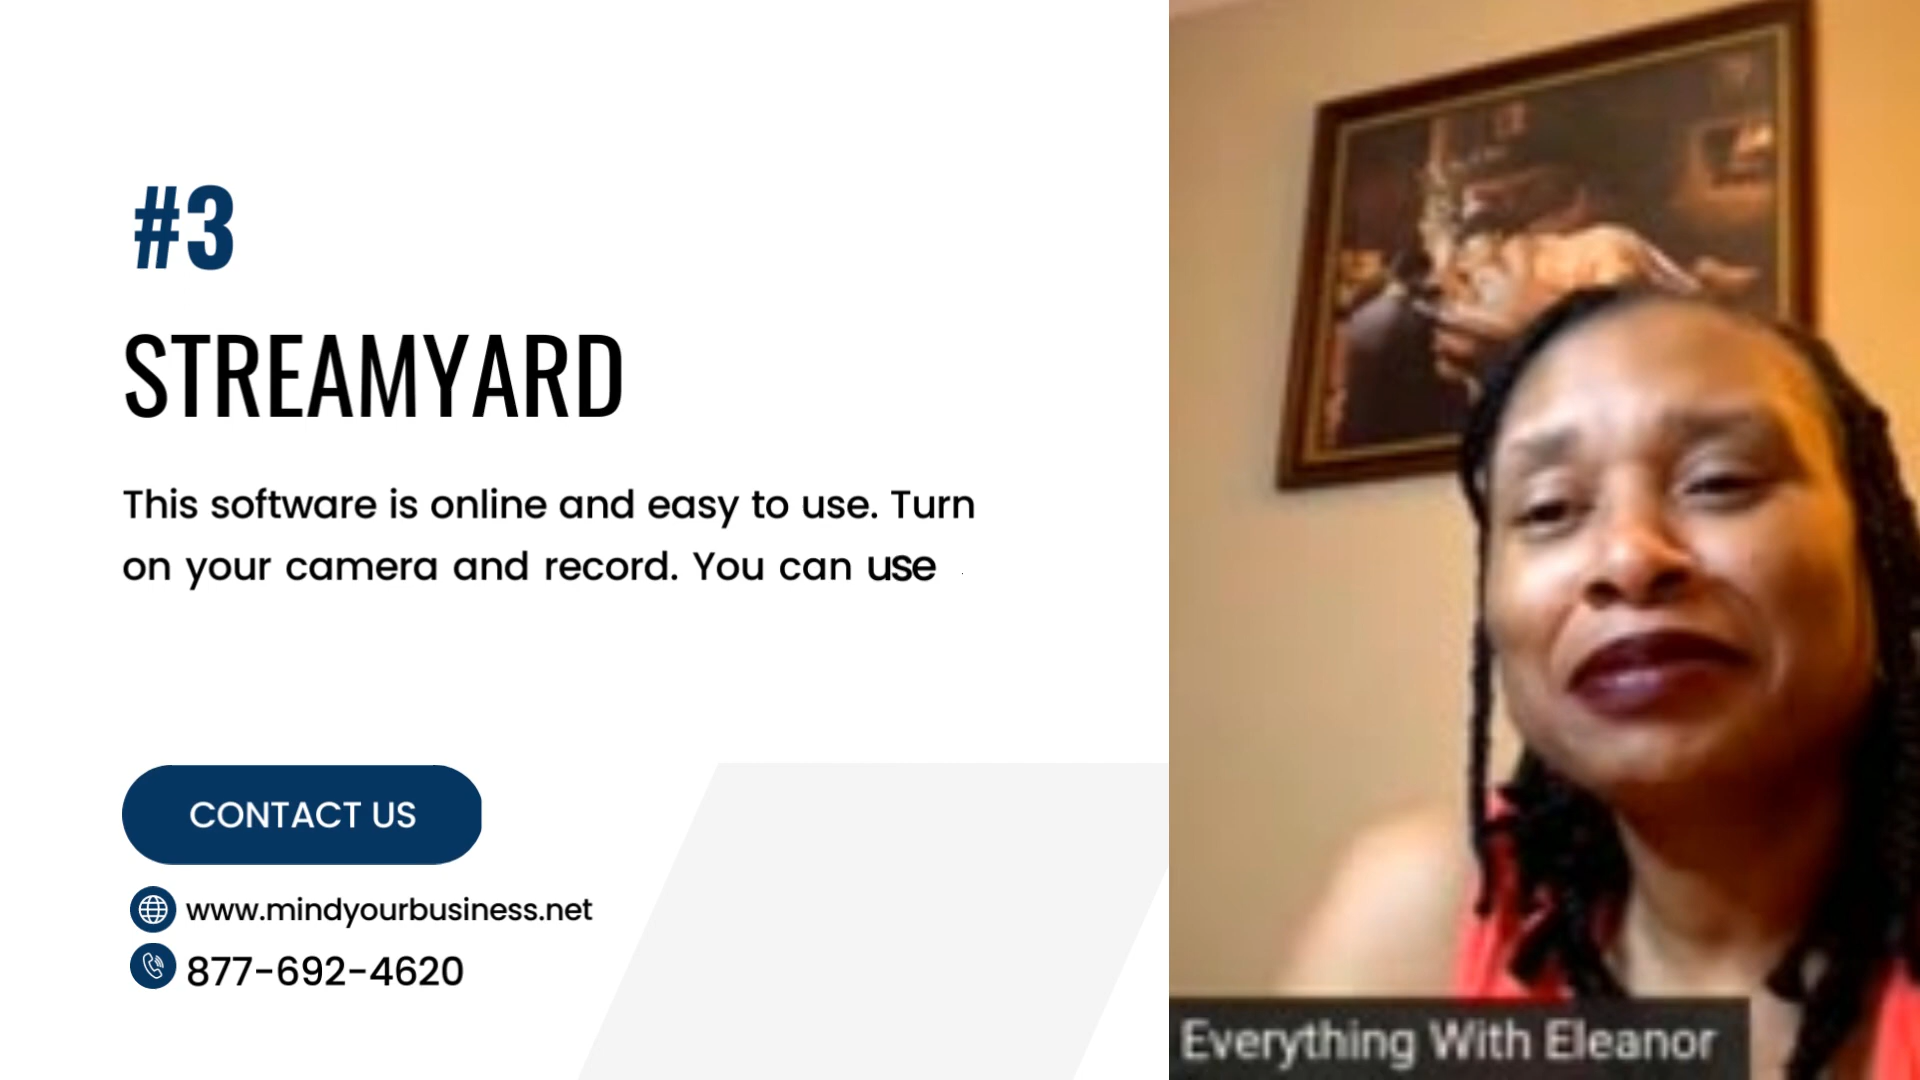 #3
STREAMYARD
This software is online and easy to use. Turn
on your camera and record. You can use
CONTACT US
www.mindyourbusiness.net
877-692-4620
Everything With Eleanor